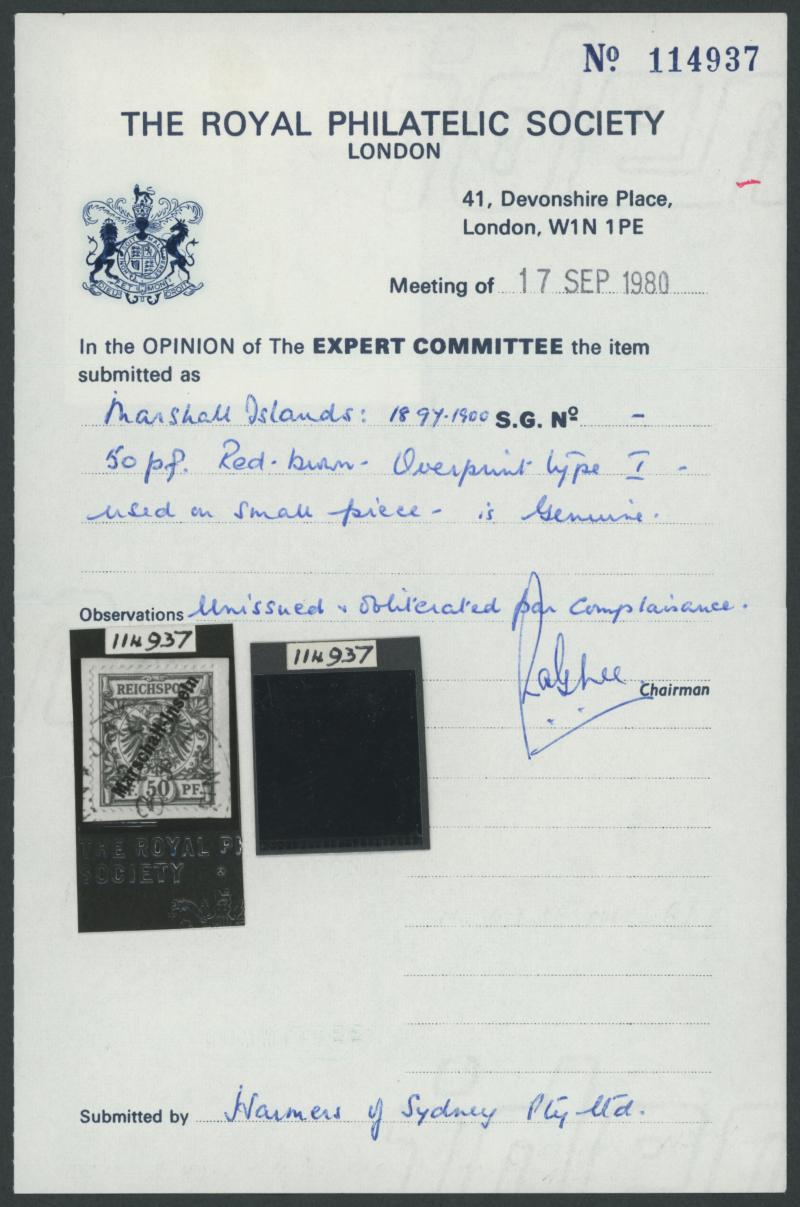 Nº 114937
THE ROYAL PHILATELIC SOCIETY
LONDON
41, Devonshire Place,
London, W1N 1PE
Meeting of 17 SEP 1980
In the OPINION of The EXPERT COMMITTEE the item
submitted as
Marshall Islands: 1897-1900 S.G. Nº -
50 pf. Red-brown - Overprint type I -
used on small piece - is Genuine.
Observations Unissued & obliterated par complaisance.
Chairman
114937
114937
REICHSPOST
Marschall-Inseln
50 PF.
THE ROYAL PH
SOCIETY
Submitted by Harmers of Sydney Pty Ltd.